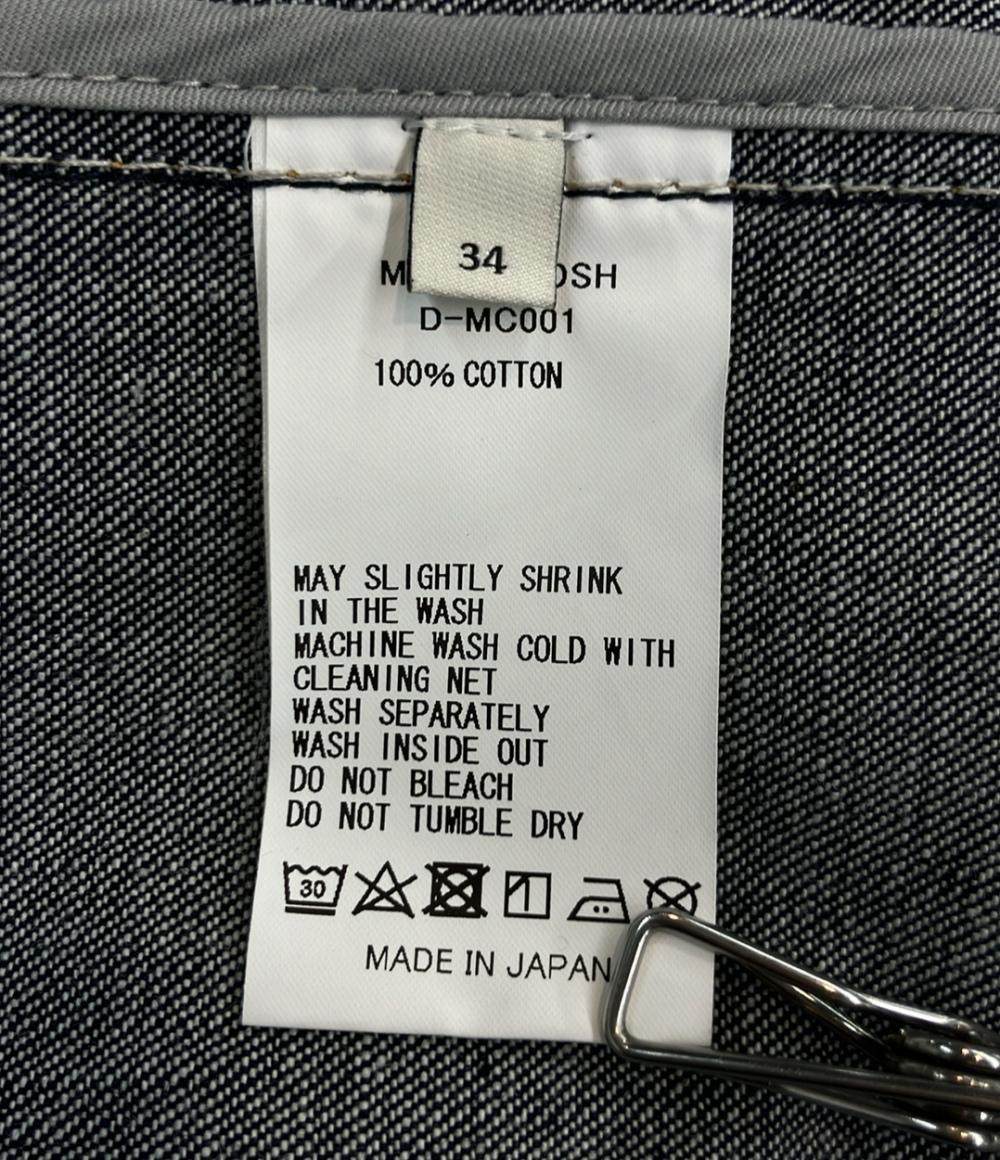 34
D-MC001
100% COTTON
MAY SLIGHTLY SHRINK
IN THE WASH
MACHINE WASH COLD WITH
CLEANING NET
WASH SEPARATELY
WASH INSIDE OUT
DO NOT BLEACH
DO NOT TUMBLE DRY
30
MADE IN JAPAN